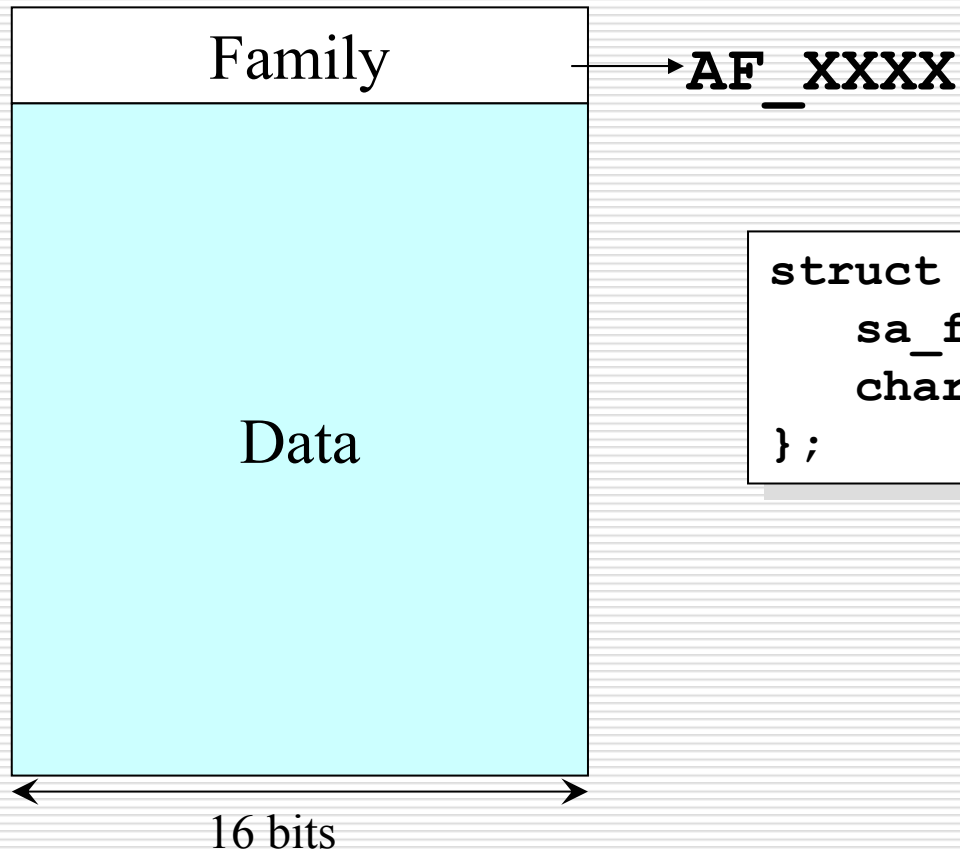 Family
AF_XXXX
struct
sa_f
char
};
Data
16 bits